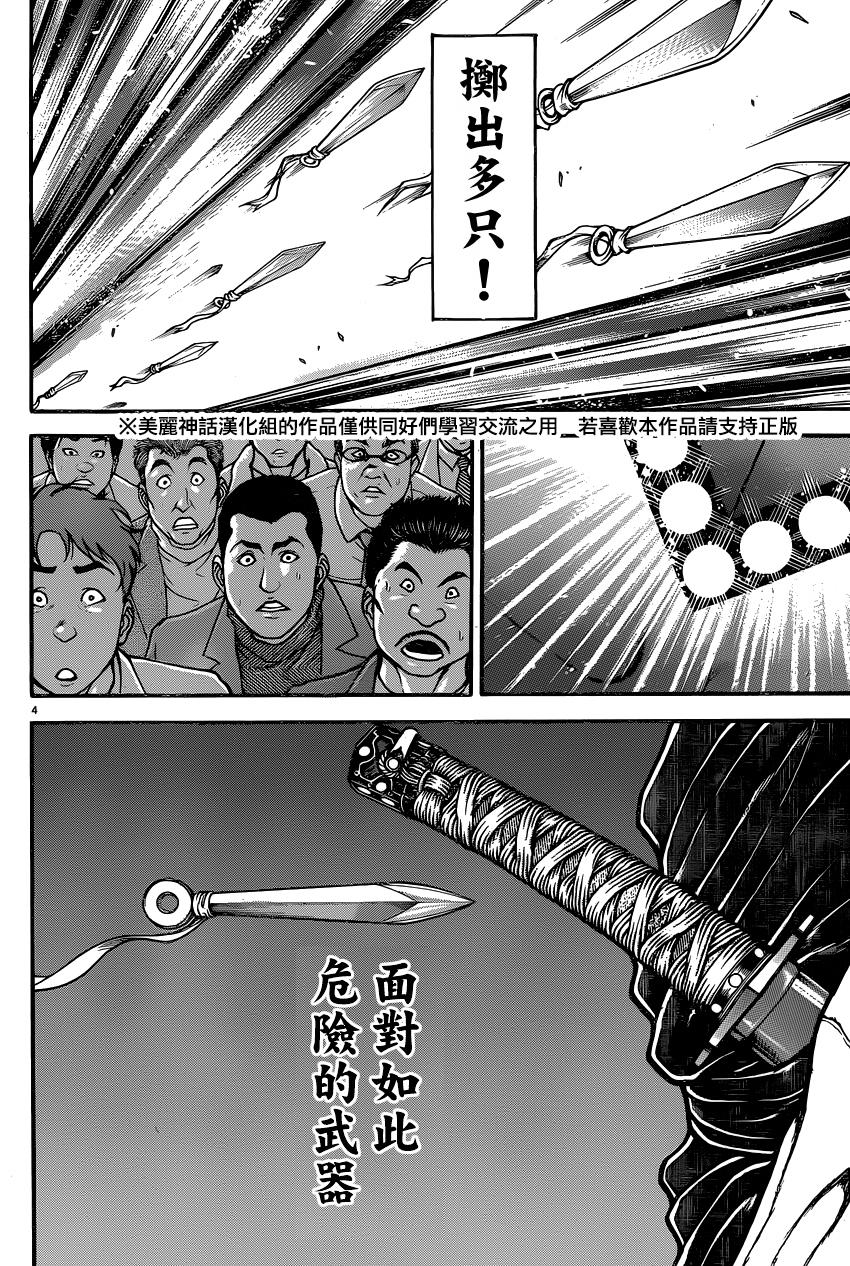 擲出多只！
※美麗神話漢化組的作品僅供同好們學習交流之用＿若喜歡本作品請支持正版
4
面對如此
危險的武器